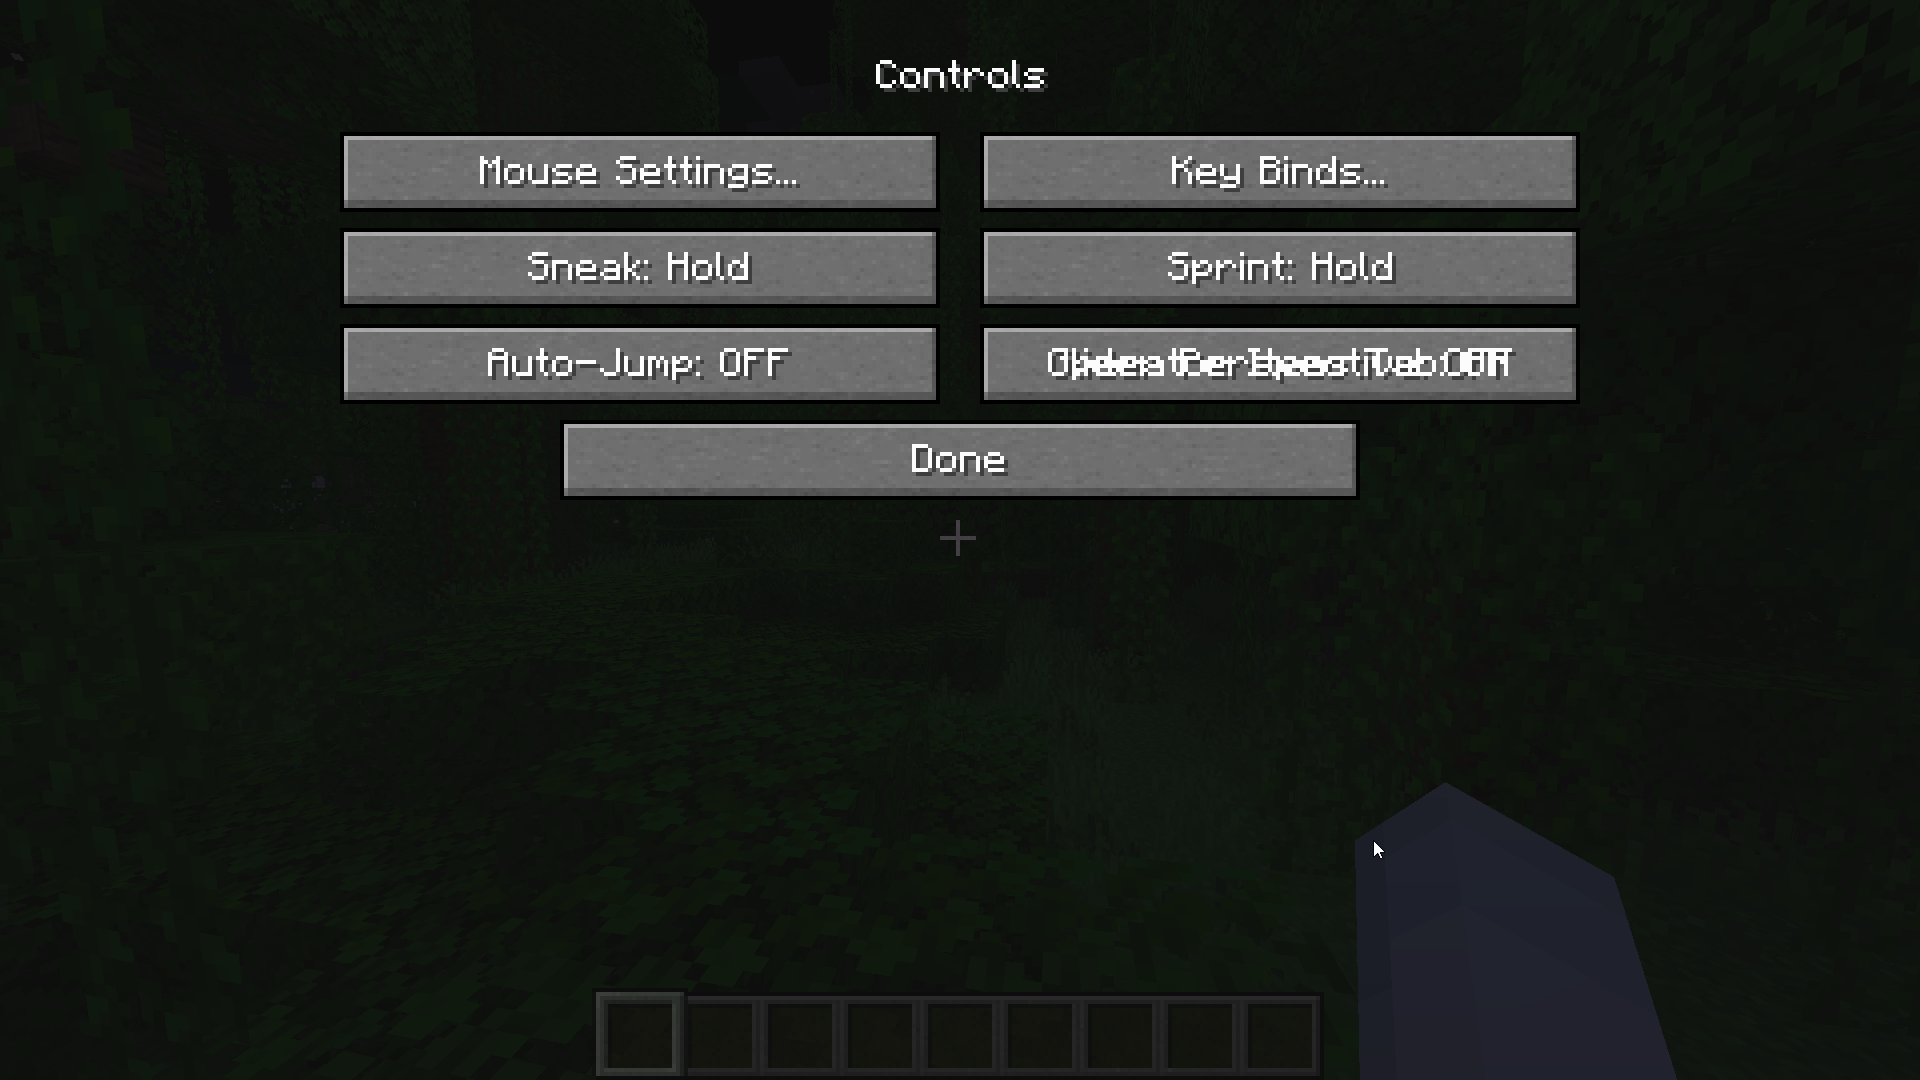 Controls
Mouse Settings...
Key Binds...
Sneak: Hold
Sprint: Hold
Auto-Jump: OFF
Done